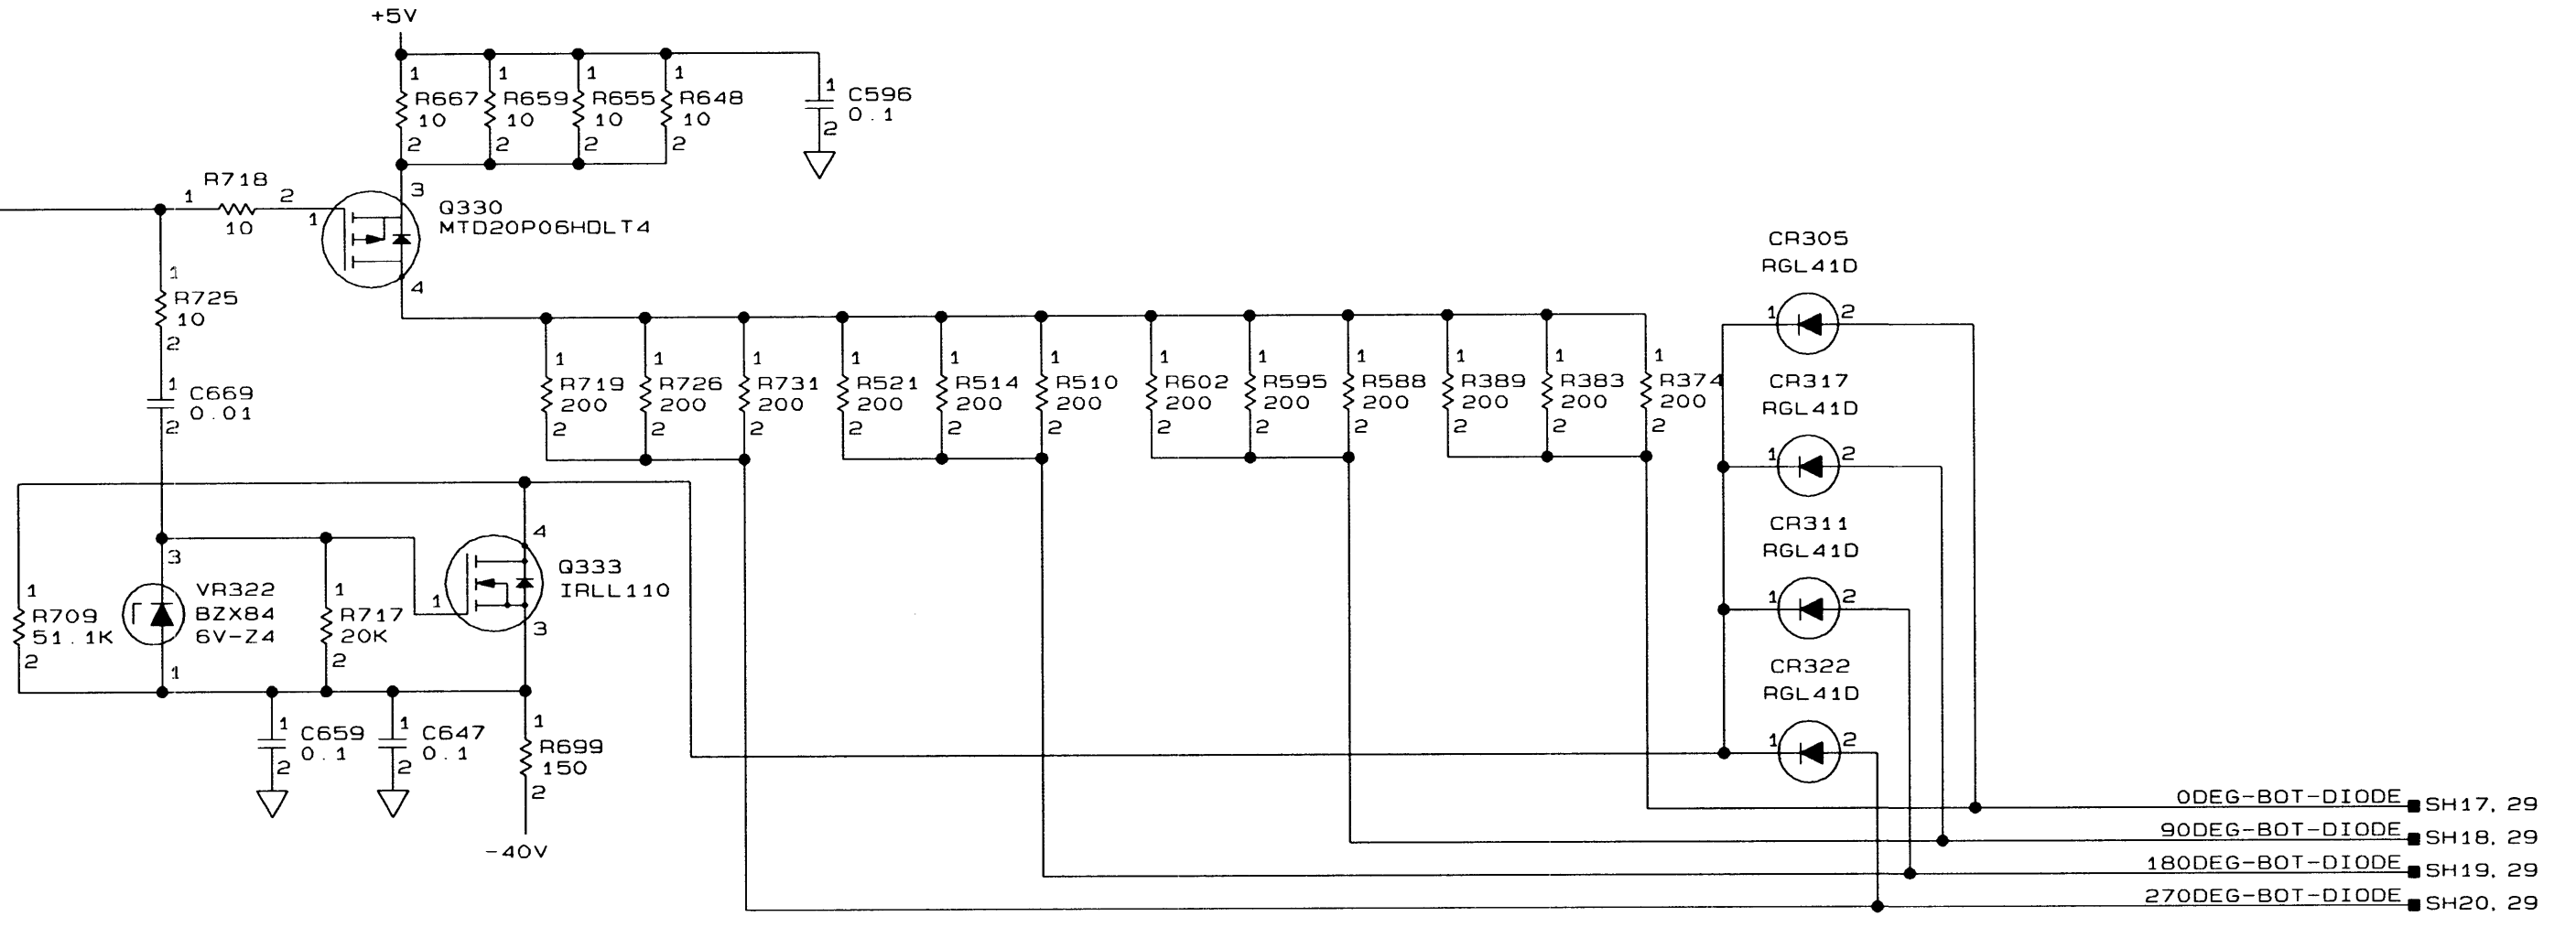 +5V
1 1 1 1
R667 R659 R655 R648
10 10 10 10
2 2 2 2
1
C596
0.1
2
R718
1 2
10
3
1
Q330
MTD20P06HDLT4
4
1
R725
10
2
1
C669
0.01
2
1 1 1 1 1 1 1 1 1 1 1 1
R719 R726 R731 R521 R514 R510 R602 R595 R588 R389 R383 R374
200 200 200 200 200 200 200 200 200 200 200 200
2 2 2 2 2 2 2 2 2 2 2 2
CR305
RGL41D
1 2
CR317
RGL41D
1 2
CR311
RGL41D
1 2
CR322
RGL41D
1 2
1
R709
51.1K
2
3
VR322
BZX84
6V-Z4
1
1
R717
20K
2
4
1
Q333
IRLL110
3
1
C659
0.1
2
1
C647
0.1
2
1
R699
150
2
-40V
0DEG-BOT-DIODE SH17, 29
90DEG-BOT-DIODE SH18, 29
180DEG-BOT-DIODE SH19, 29
270DEG-BOT-DIODE SH20, 29